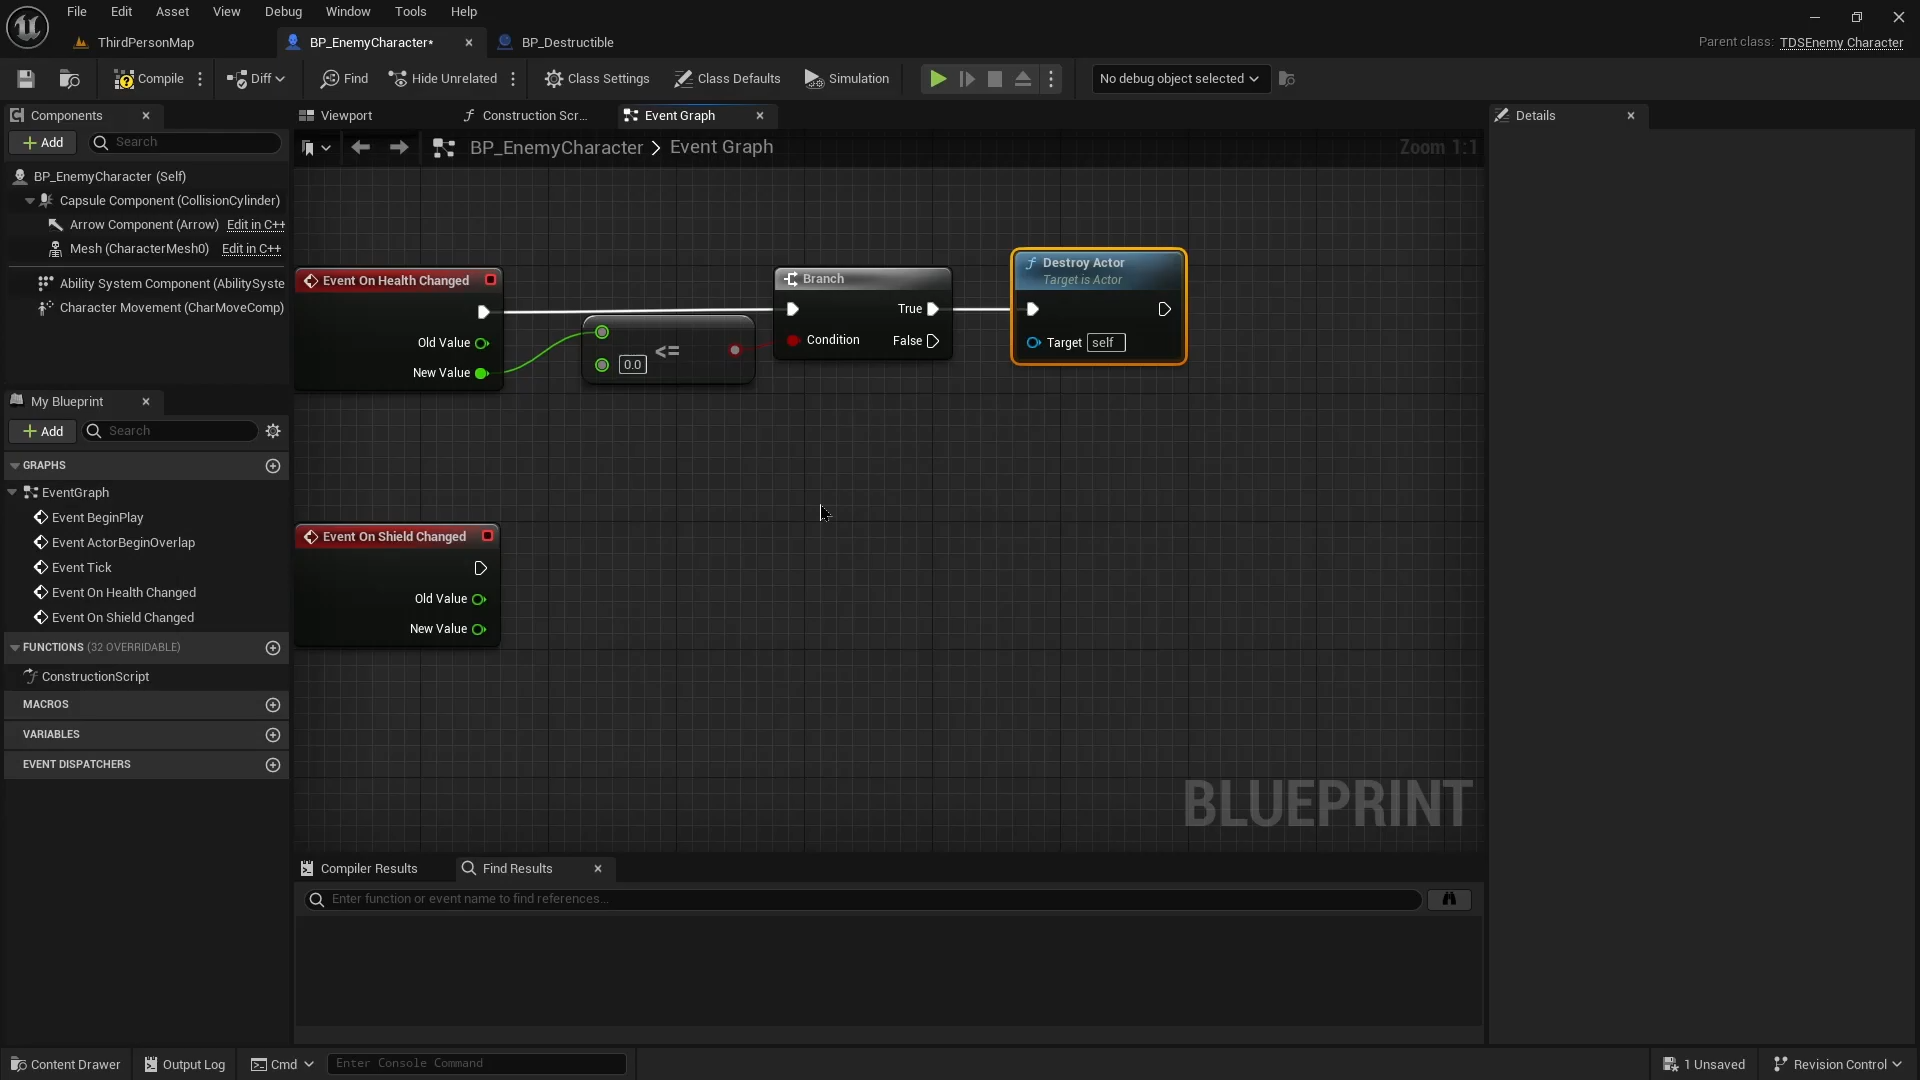 File Edit Asset View Debug Window Tools Help
ThirdPersonMap BP_EnemyCharacter* BP_Destructible Parent class: TDSEnemy Character
Compile Diff Find Hide Unrelated Class Settings Class Defaults Simulation No debug object selected
Components
Add Search
BP_EnemyCharacter (Self)
Capsule Component (CollisionCylinder)
Arrow Component (Arrow) Edit in C++
Mesh (CharacterMesh0) Edit in C++
Ability System Component (AbilitySyste
Character Movement (CharMoveComp)
My Blueprint
Add Search
GRAPHS
EventGraph
Event BeginPlay
Event ActorBeginOverlap
Event Tick
Event On Health Changed
Event On Shield Changed
FUNCTIONS (32 OVERRIDABLE)
ConstructionScript
MACROS
VARIABLES
EVENT DISPATCHERS
Viewport Construction Scr... Event Graph
BP_EnemyCharacter > Event Graph Zoom 1:1
Event On Health Changed
Old Value
New Value
0.0 <=
Branch
True
Condition False
Destroy Actor
Target is Actor
Target self
Event On Shield Changed
Old Value
New Value
BLUEPRINT
Compiler Results Find Results
Enter function or event name to find references...
Details
Content Drawer Output Log Cmd Enter Console Command 1 Unsaved Revision Control